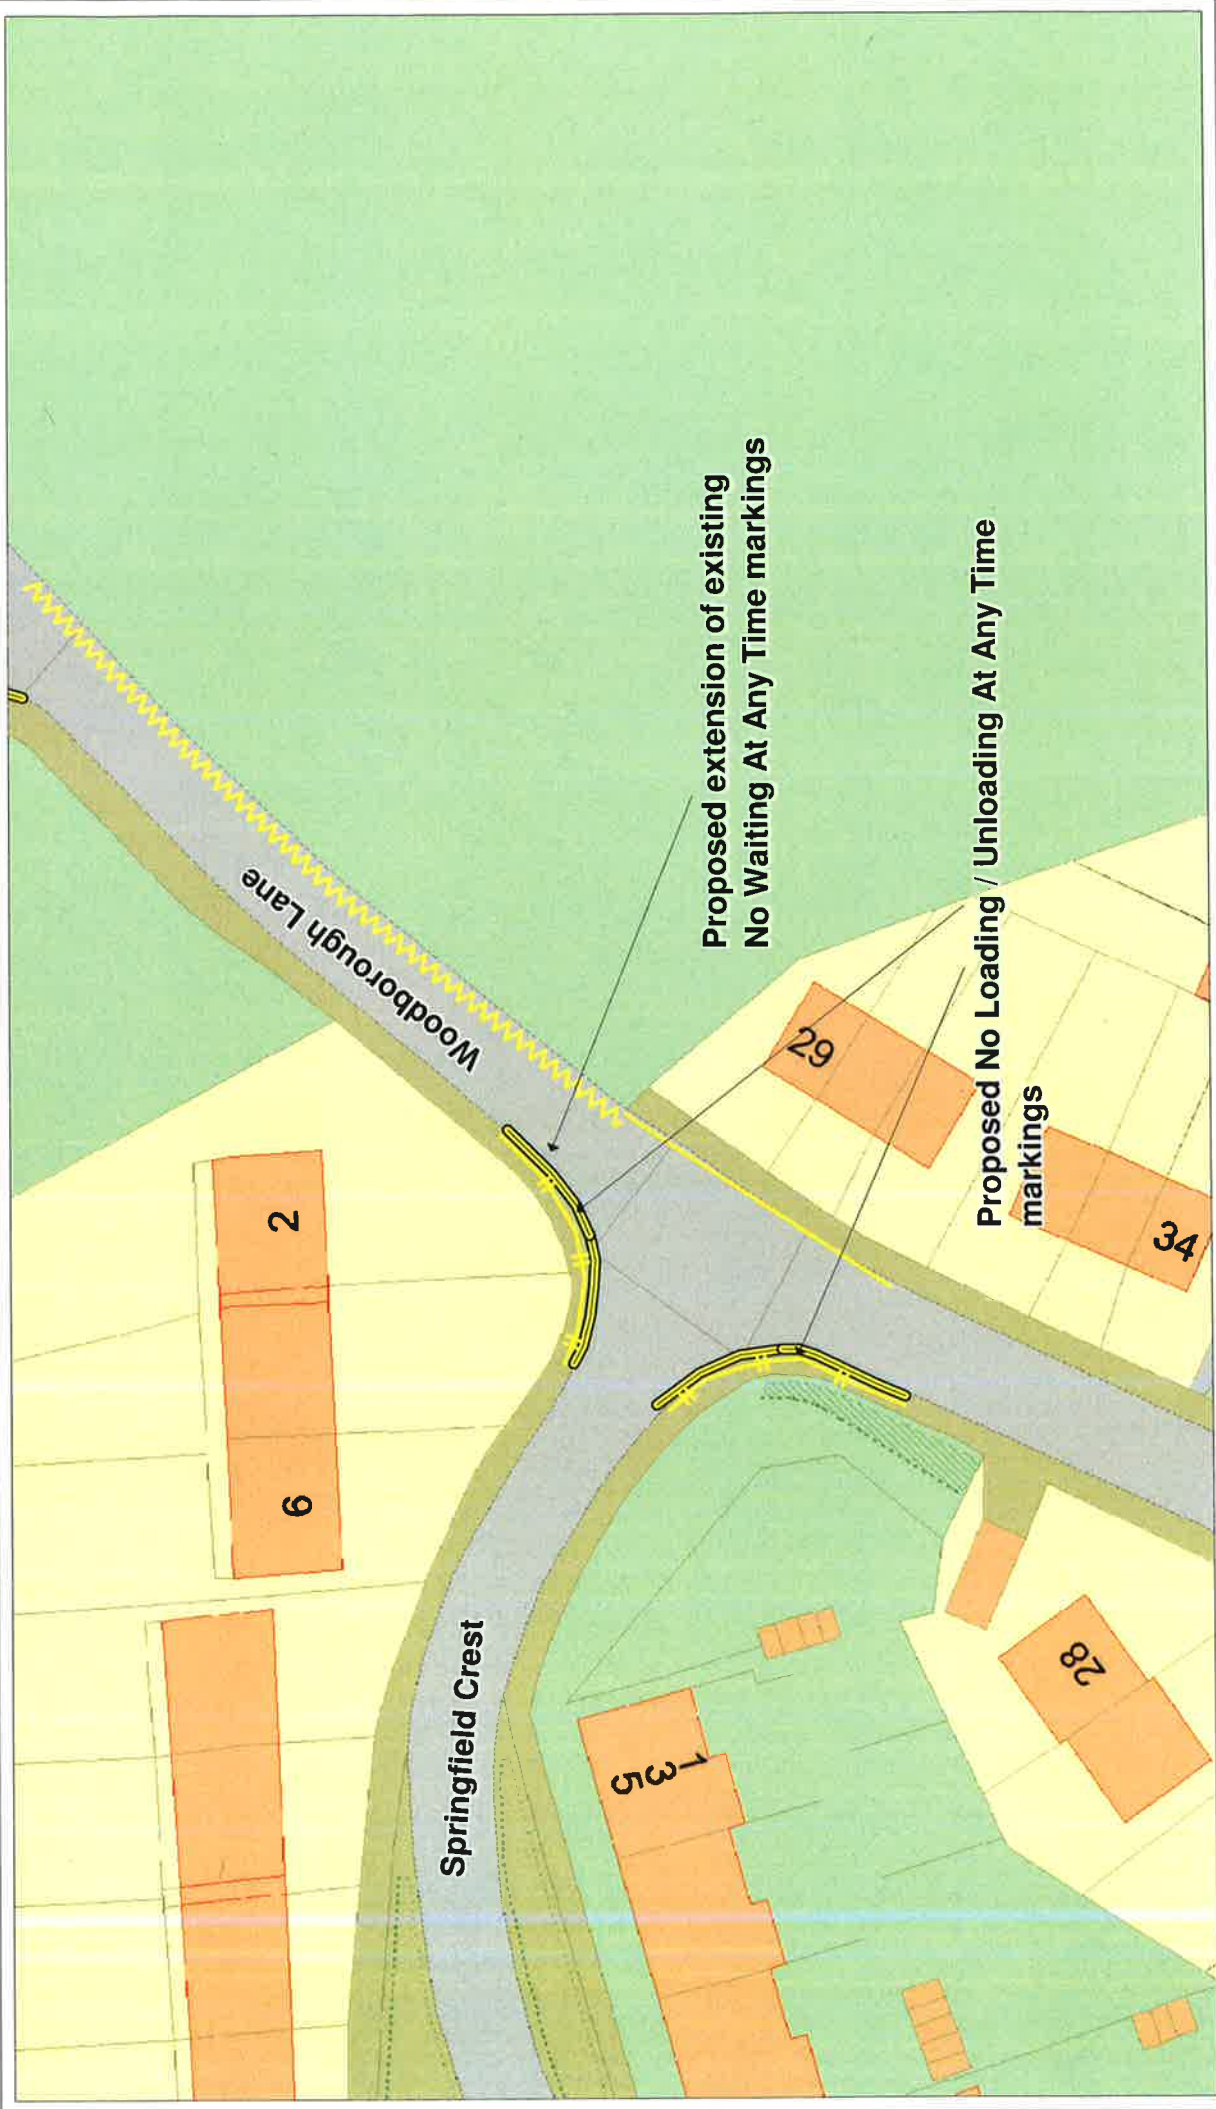 Woodborough Lane
Proposed extension of existing
No Waiting At Any Time markings
Proposed No Loading / Unloading At Any Time
markings
Springfield Crest
2
6
29
34
28
1
3
5